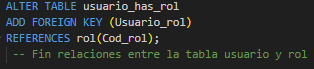 ALTER TABLE usuario_has_rol
ADD FOREIGN KEY (Usuario_rol)
REFERENCES rol(Cod_rol);
-- Fin relaciones entre la tabla usuario y rol